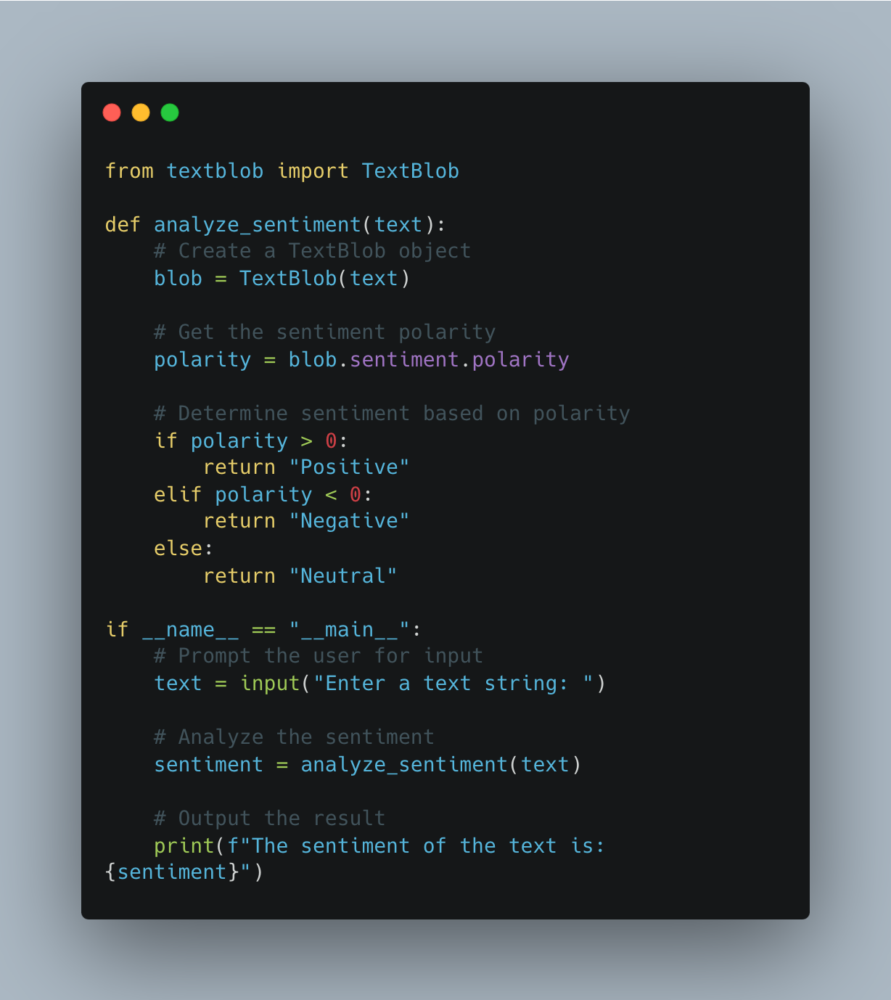 from textblob import TextBlob

def analyze_sentiment(text):
    # Create a TextBlob object
    blob = TextBlob(text)

    # Get the sentiment polarity
    polarity = blob.sentiment.polarity

    # Determine sentiment based on polarity
    if polarity > 0:
        return "Positive"
    elif polarity < 0:
        return "Negative"
    else:
        return "Neutral"

if __name__ == "__main__":
    # Prompt the user for input
    text = input("Enter a text string: ")

    # Analyze the sentiment
    sentiment = analyze_sentiment(text)

    # Output the result
    print(f"The sentiment of the text is:
{sentiment}")